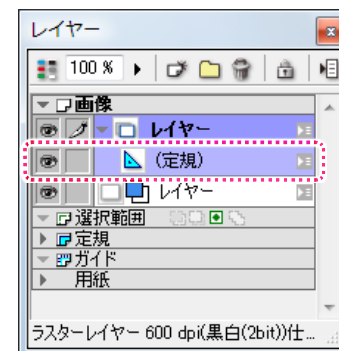 レイヤー
100 %
画像
レイヤー
(定規)
レイヤー
選択範囲
定規
ガイド
用紙
ラスターレイヤー 600 dpi(黒白(2bit))仕...